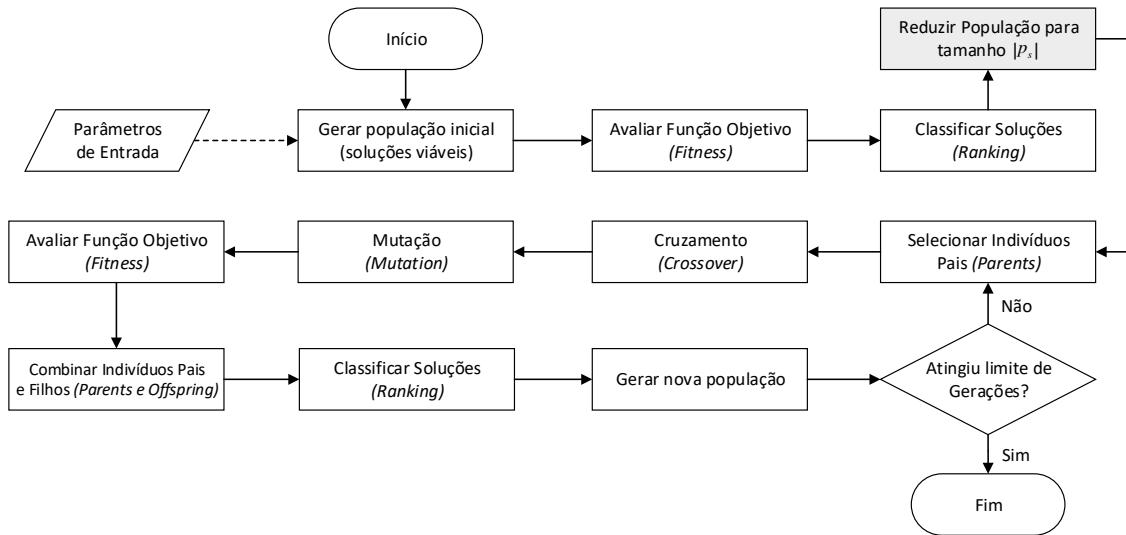 Início
Reduzir População para
tamanho |pₛ|
Parâmetros
de Entrada
Gerar população inicial
(soluções viáveis)
Avaliar Função Objetivo
(Fitness)
Classificar Soluções
(Ranking)
Avaliar Função Objetivo
(Fitness)
Mutação
(Mutation)
Cruzamento
(Crossover)
Selecionar Indivíduos
Pais (Parents)
Não
Combinar Indivíduos Pais
e Filhos (Parents e Offspring)
Classificar Soluções
(Ranking)
Gerar nova população
Atingiu limite de
Gerações?
Sim
Fim